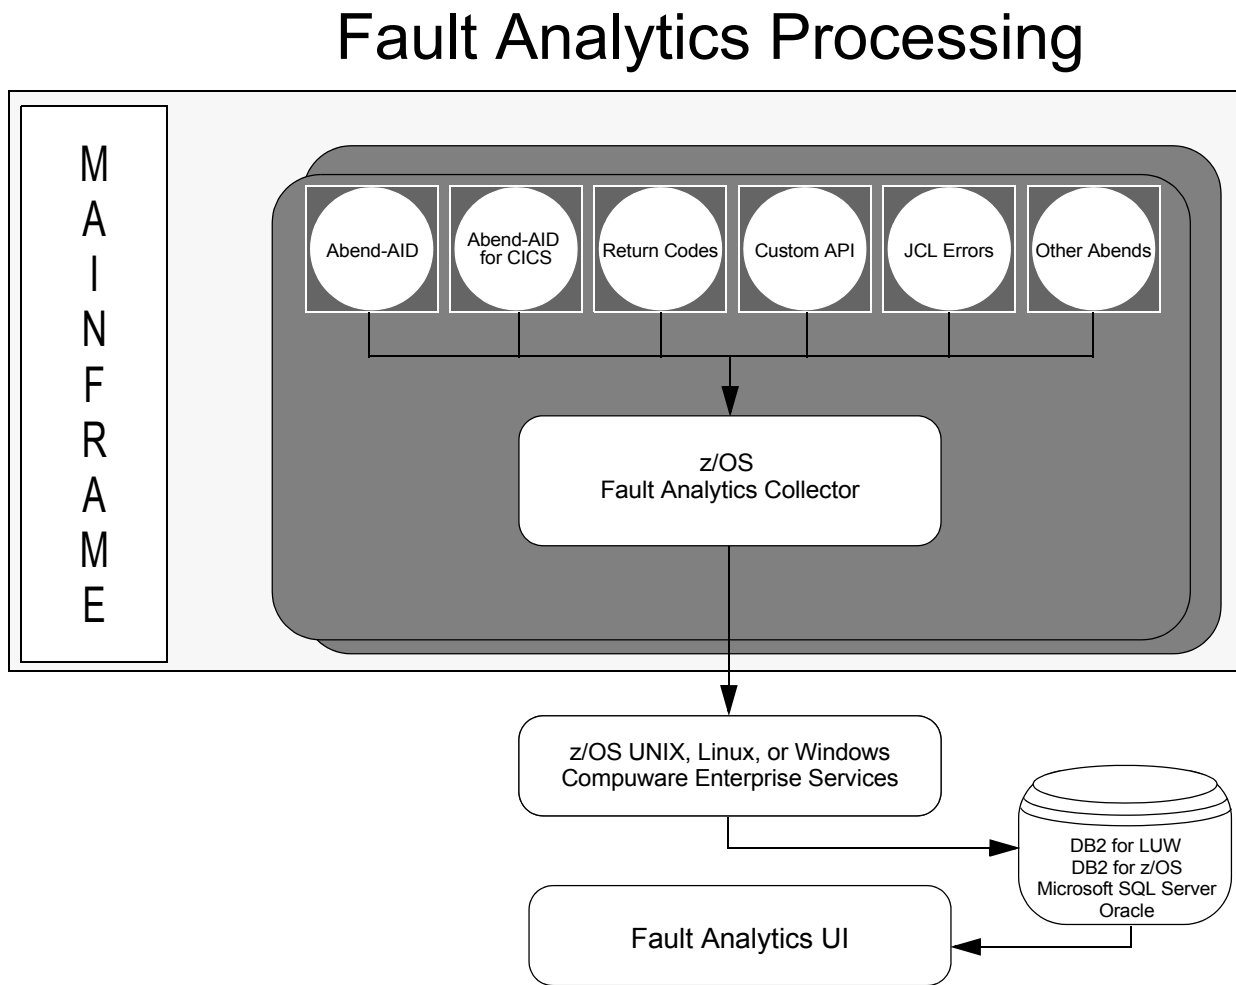 Fault Analytics Processing
MAINFRAME
Abend-AID
Abend-AID
for CICS
Return Codes
Custom API
JCL Errors
Other Abends
z/OS
Fault Analytics Collector
z/OS UNIX, Linux, or Windows
Compuware Enterprise Services
DB2 for LUW
DB2 for z/OS
Microsoft SQL Server
Oracle
Fault Analytics UI